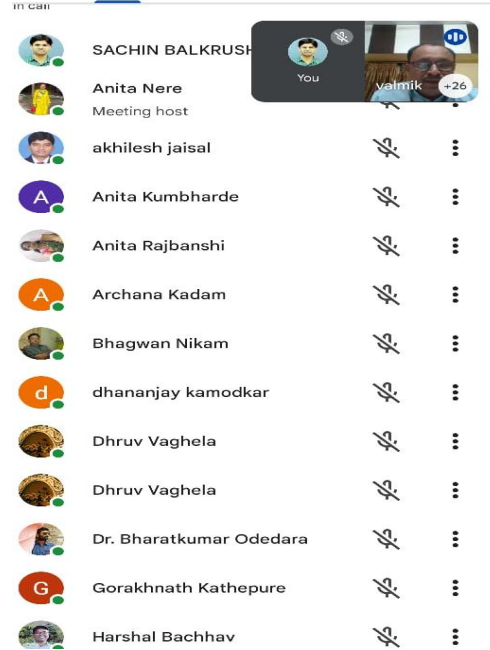 In call
SACHIN BALKRUSH
You
valmik
+26
Anita Nere
Meeting host
akhilesh jaisal
A
Anita Kumbharde
Anita Rajbanshi
A
Archana Kadam
Bhagwan Nikam
d
dhananjay kamodkar
Dhruv Vaghela
Dhruv Vaghela
Dr. Bharatkumar Odedara
G
Gorakhnath Kathepure
Harshal Bachhav